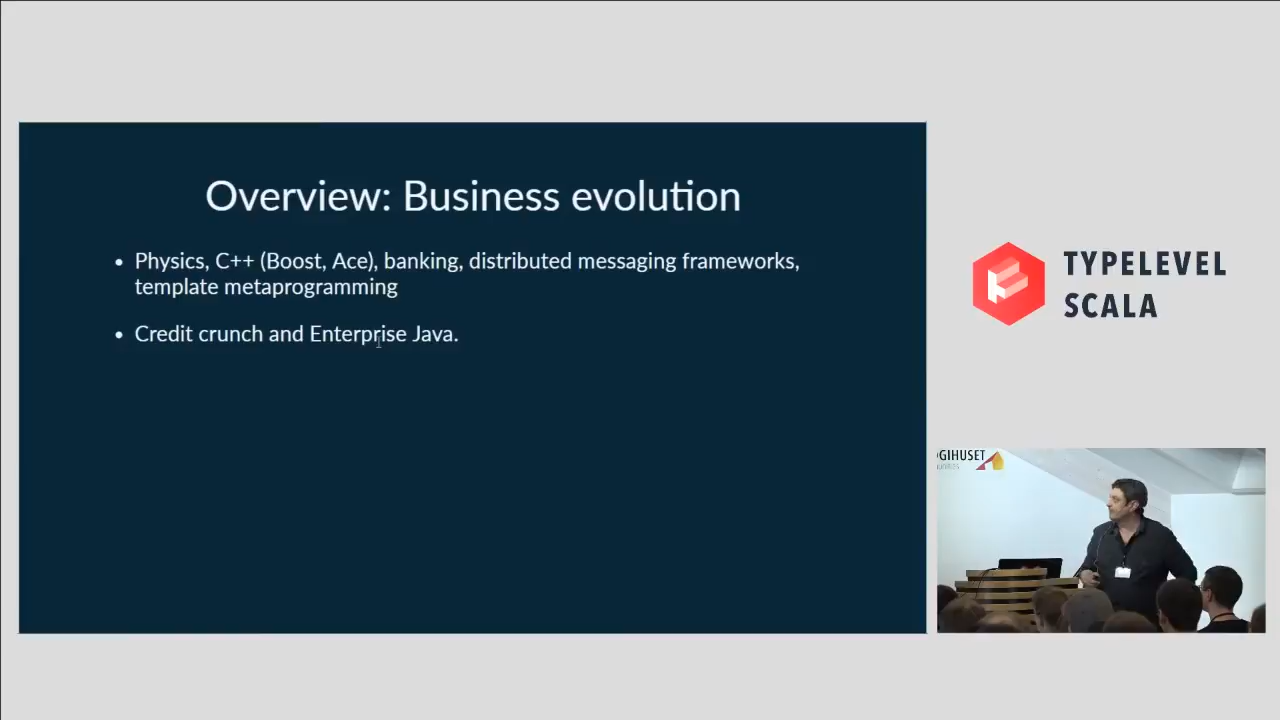 Overview: Business evolution
• Physics, C++ (Boost, Ace), banking, distributed messaging frameworks,
template metaprogramming
• Credit crunch and Enterprise Java.
TYPELEVEL
SCALA
GIHUSET